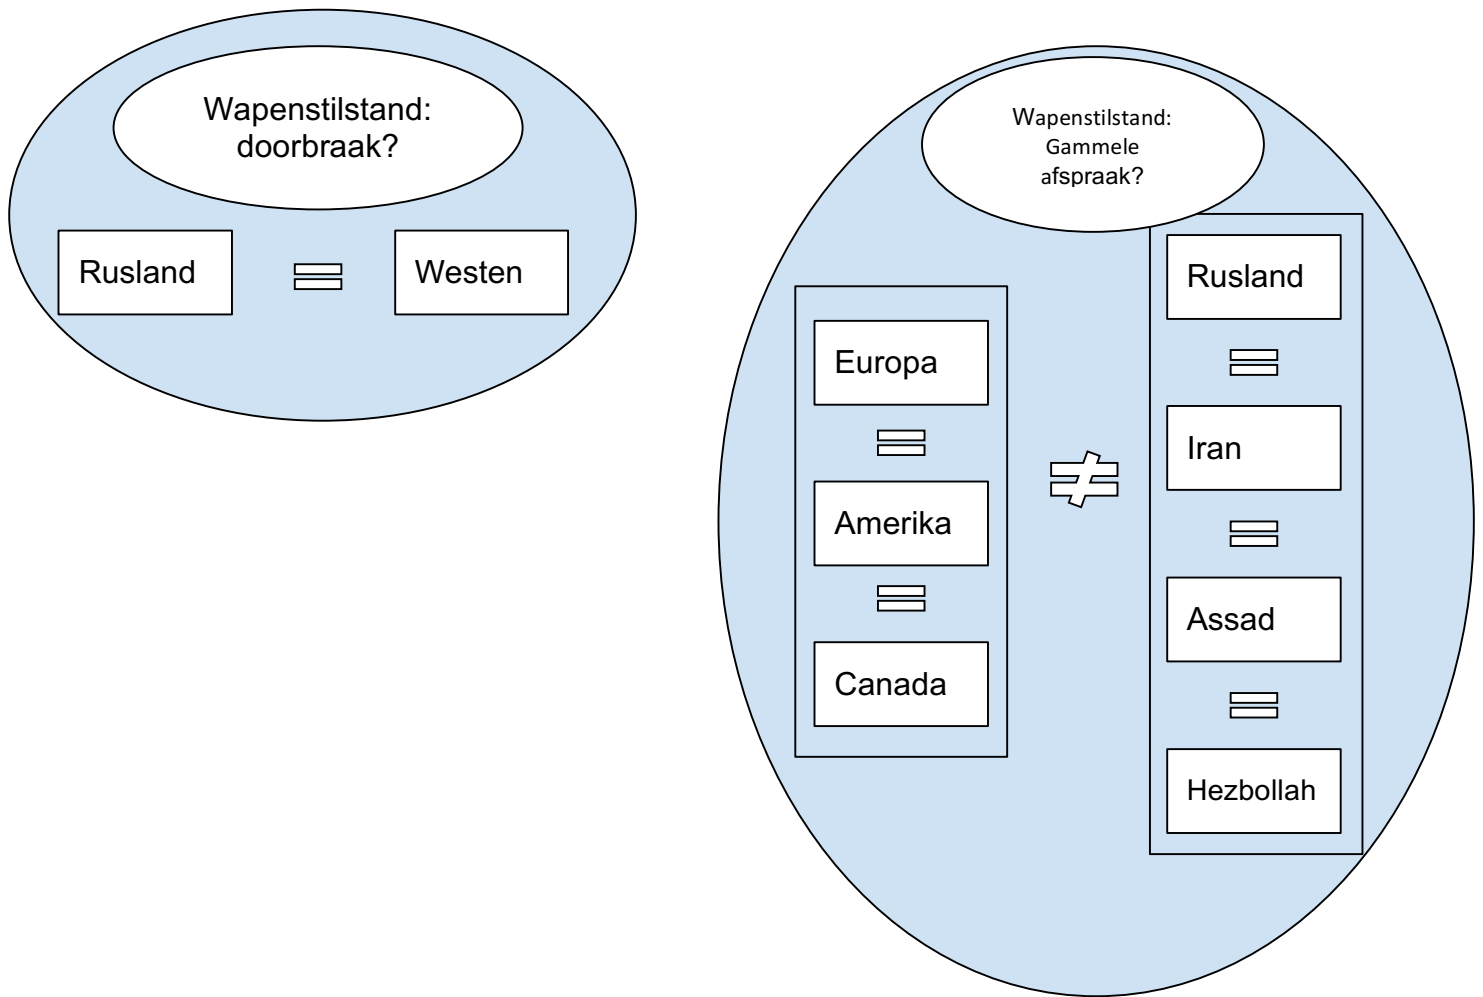 Wapenstilstand:
doorbraak?
Rusland
Westen
Wapenstilstand:
Gammele
afspraak?
Europa
Amerika
Canada
Rusland
Iran
Assad
Hezbollah